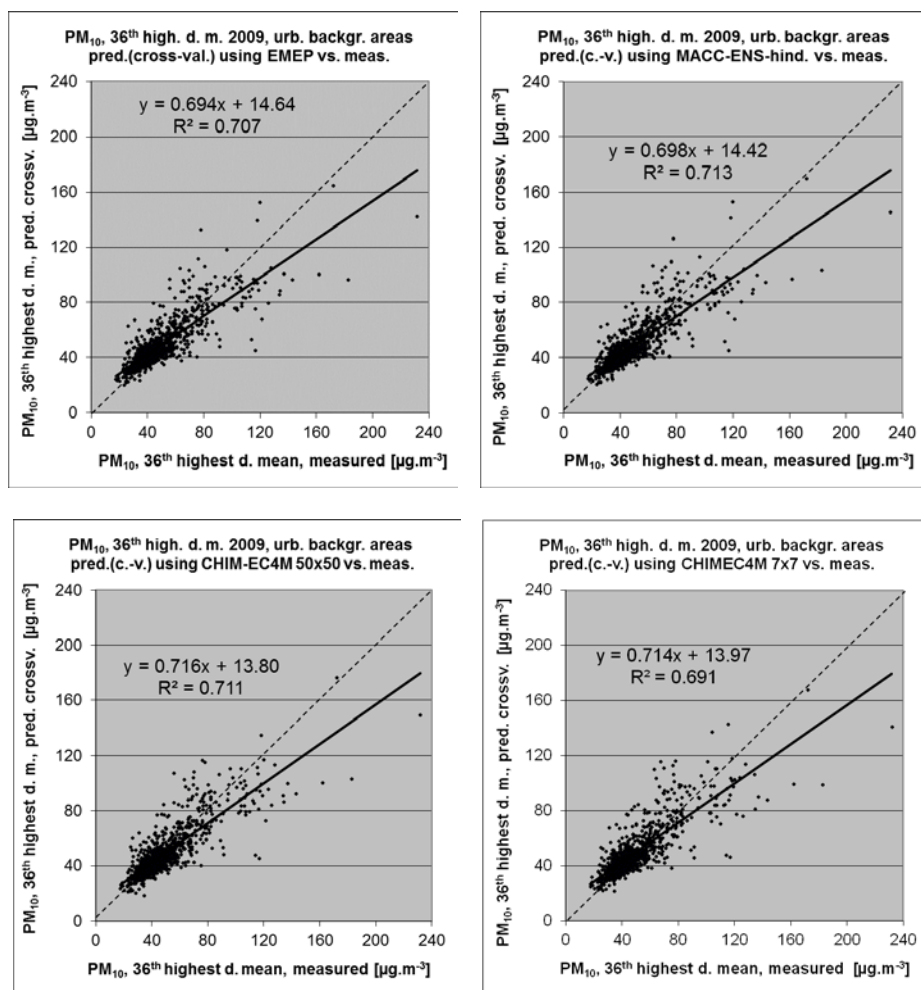 PM₁₀, 36ᵗʰ high. d. m. 2009, urb. backgr. areas
pred.(cross-val.) using EMEP vs. meas.
PM₁₀, 36ᵗʰ highest d. m., pred. crossv. [µg.m⁻³]
240
200
160
120
80
40
0
y = 0.694x + 14.64
R² = 0.707
0 40 80 120 160 200 240
PM₁₀, 36ᵗʰ highest d. mean, measured [µg.m⁻³]
PM₁₀, 36ᵗʰ high. d. m. 2009, urb. backgr. areas
pred.(c.-v.) using MACC-ENS-hind. vs. meas.
PM₁₀, 36ᵗʰ highest d. m., pred. crossv. [µg.m⁻³]
240
200
160
120
80
40
0
y = 0.698x + 14.42
R² = 0.713
0 40 80 120 160 200 240
PM₁₀, 36ᵗʰ highest d. mean, measured [µg.m⁻³]
PM₁₀, 36ᵗʰ high. d. m. 2009, urb. backgr. areas
pred.(c.-v.) using CHIM-EC4M 50x50 vs. meas.
PM₁₀, 36ᵗʰ highest d. m., pred. crossv. [µg.m⁻³]
240
200
160
120
80
40
0
y = 0.716x + 13.80
R² = 0.711
0 40 80 120 160 200 240
PM₁₀, 36ᵗʰ highest d. mean, measured [µg.m⁻³]
PM₁₀, 36ᵗʰ high. d. m. 2009, urb. backgr. areas
pred.(c.-v.) using CHIMEC4M 7x7 vs. meas.
PM₁₀, 36ᵗʰ highest d. m., pred. crossv. [µg.m⁻³]
240
200
160
120
80
40
0
y = 0.714x + 13.97
R² = 0.691
0 40 80 120 160 200 240
PM₁₀, 36ᵗʰ highest d. mean, measured [µg.m⁻³]